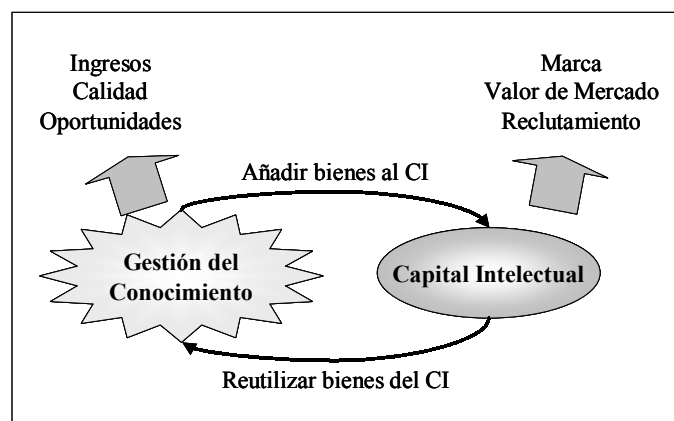 Ingresos
Calidad
Oportunidades
Marca
Valor de Mercado
Reclutamiento
Añadir bienes al CI
Gestión del
Conocimiento
Capital Intelectual
Reutilizar bienes del CI